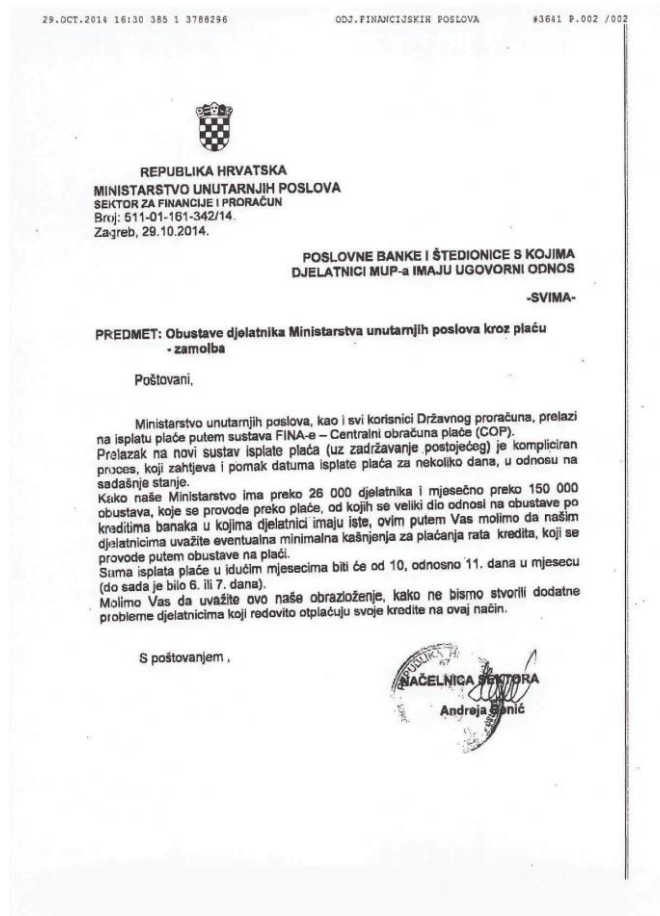 29.OCT.2014 16:30 385 1 3788296 ODJ.FINANCIJSKIH POSLOVA #3641 P.002 /002
REPUBLIKA HRVATSKA
MINISTARSTVO UNUTARNJIH POSLOVA
SEKTOR ZA FINANCIJE I PRORAČUN
Broj: 511-01-161-342/14.
Zagreb, 29.10.2014.
POSLOVNE BANKE I ŠTEDIONICE S KOJIMA
DJELATNICI MUP-a IMAJU UGOVORNI ODNOS
-SVIMA-
PREDMET: Obustave djelatnika Ministarstva unutarnjih poslova kroz plaću
- zamolba
Poštovani,
Ministarstvo unutarnjih poslova, kao i svi korisnici Državnog proračuna, prelazi
na isplatu plaće putem sustava FINA-e – Centralni obračuna plaće (COP).
Prelazak na novi sustav isplate plaća (uz zadržavanje postojećeg) je kompliciran
proces, koji zahtjeva i pomak datuma isplate plaća za nekoliko dana, u odnosu na
sadašnje stanje.
Kako naše Ministarstvo ima preko 26 000 djelatnika i mjesečno preko 150 000
obustava, koje se provode preko plaće, od kojih se veliki dio odnosi na obustave po
kreditima banaka u kojima djelatnici imaju iste, ovim putem Vas molimo da našim
djelatnicima uvažite eventualna minimalna kašnjenja za plaćanja rata kredita, koji se
provode putem obustave na plaći.
Sama isplata plaće u idućim mjesecima biti će od 10, odnosno 11. dana u mjesecu
(do sada je bilo 6. ili 7. dana).
Molimo Vas da uvažite ovo naše obrazloženje, kako ne bismo stvorili dodatne
probleme djelatnicima koji redovito otplaćuju svoje kredite na ovaj način.
S poštovanjem ,
REPUBLIKA H
67
NAČELNICA SEKTORA
Andreja